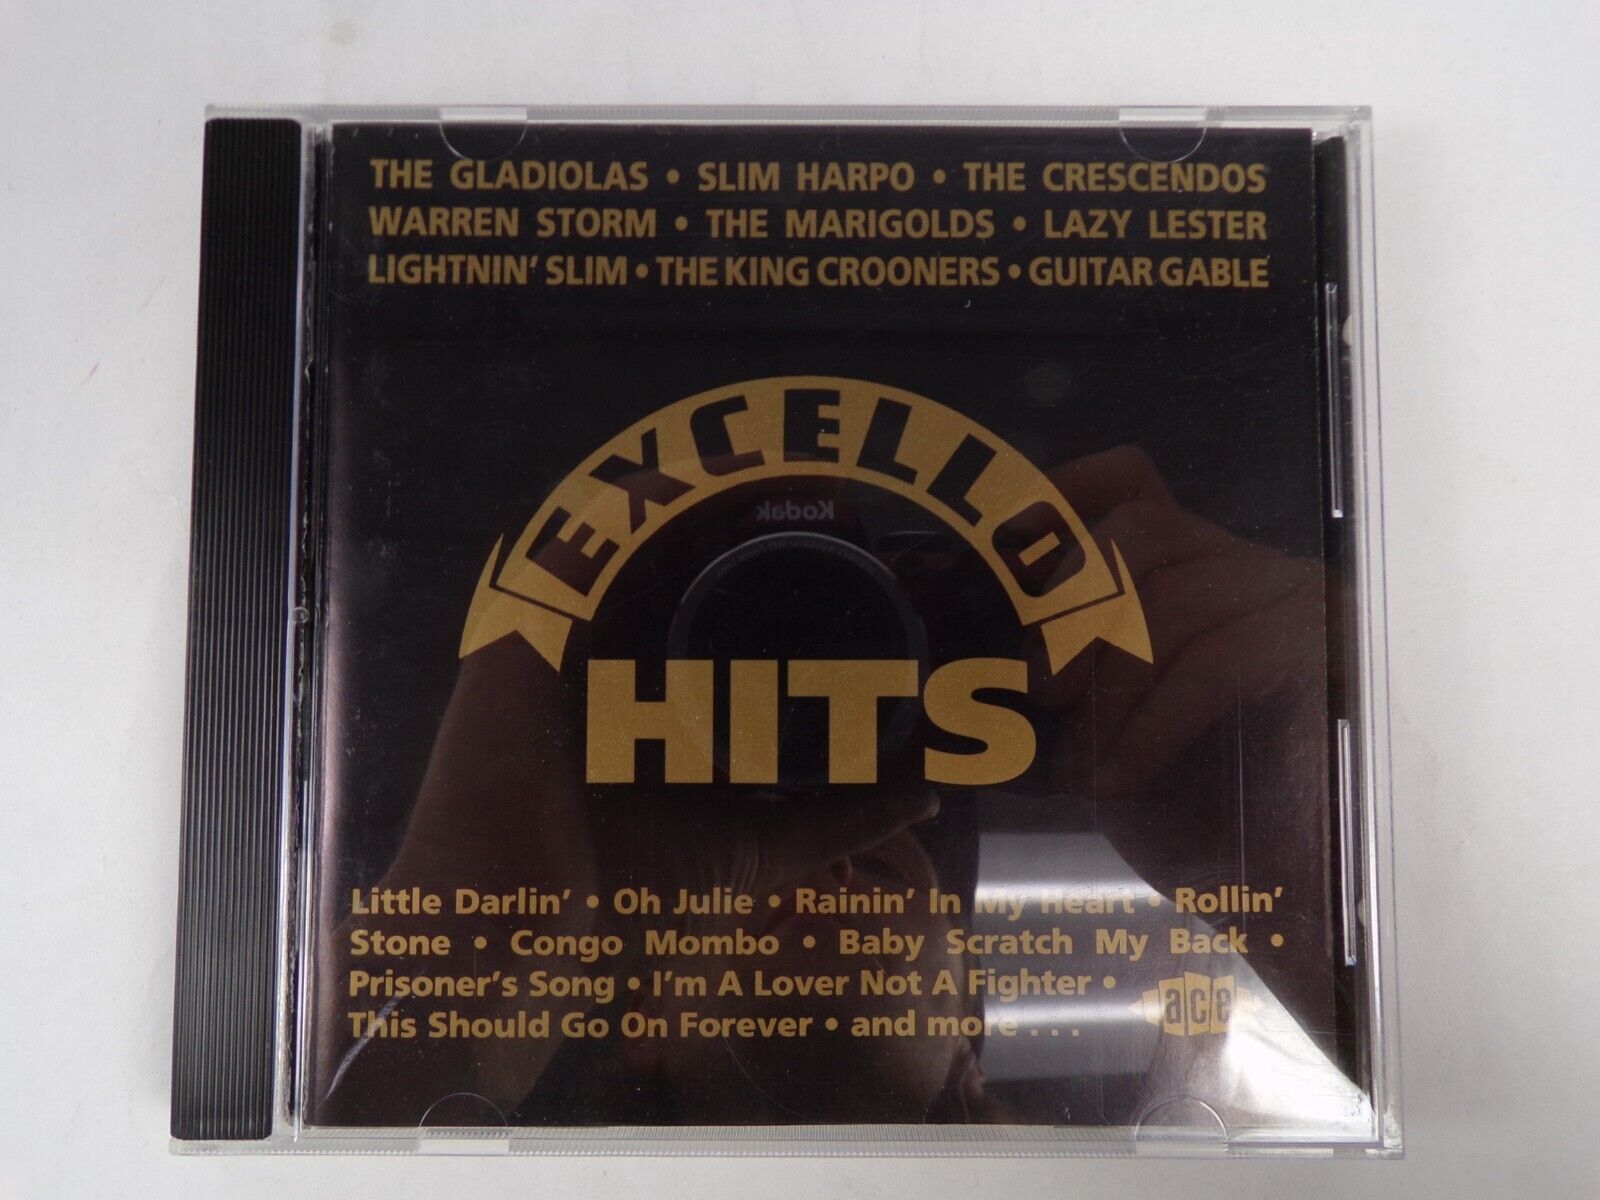 THE GLADIOLAS • SLIM HARPO • THE CRESCENDOS
WARREN STORM • THE MARIGOLDS • LAZY LESTER
LIGHTNIN' SLIM • THE KING CROONERS • GUITAR GABLE
EXCELLO
Kodak
HITS
Little Darlin' • Oh Julie • Rainin' In My Heart • Rollin'
Stone • Congo Mombo • Baby Scratch My Back •
Prisoner's Song • I'm A Lover Not A Fighter •
This Should Go On Forever • and more . . .
ace